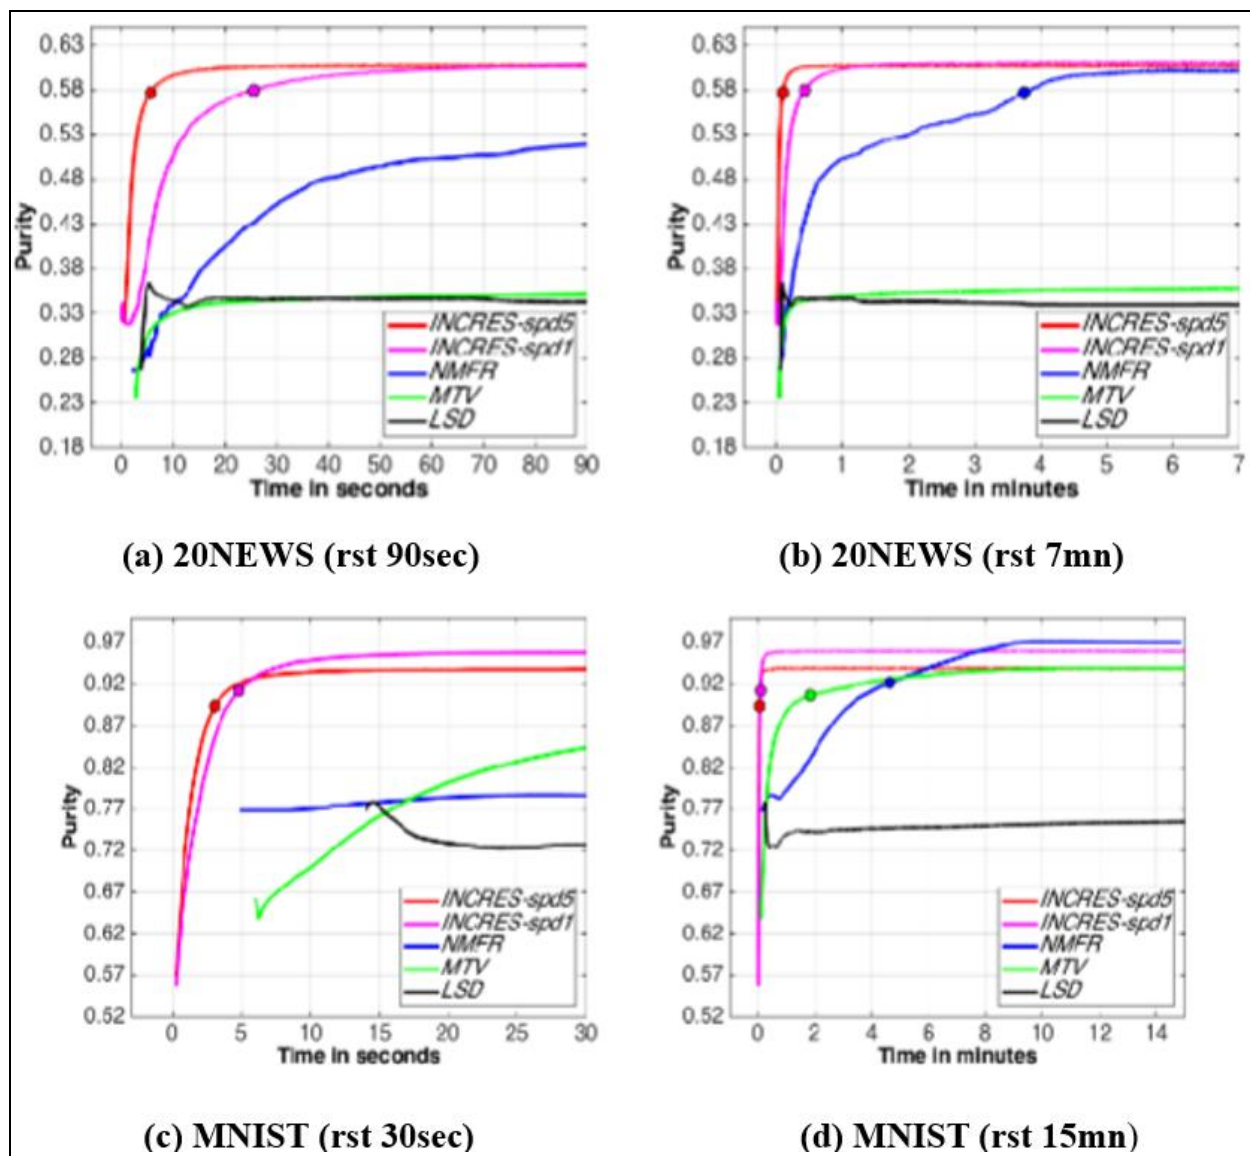 0.63
0.58
0.53
0.48
0.43
0.38
0.33
0.28
0.23
0.18
Purity
INCRES-spd5
INCRES-spd1
NMFR
MTV
LSD
0 10 20 30 40 50 60 70 80 90
Time in seconds
(a) 20NEWS (rst 90sec)
0.63
0.58
0.53
0.48
0.43
0.38
0.33
0.28
0.23
0.18
Purity
INCRES-spd5
INCRES-spd1
NMFR
MTV
LSD
0 1 2 3 4 5 6 7
Time in minutes
(b) 20NEWS (rst 7mn)
0.97
0.92
0.87
0.82
0.77
0.72
0.67
0.62
0.57
0.52
Purity
INCRES-spd5
INCRES-spd1
NMFR
MTV
LSD
0 5 10 15 20 25 30
Time in seconds
(c) MNIST (rst 30sec)
0.97
0.92
0.87
0.82
0.77
0.72
0.67
0.62
0.57
0.52
Purity
INCRES-spd5
INCRES-spd1
NMFR
MTV
LSD
0 2 4 6 8 10 12 14
Time in minutes
(d) MNIST (rst 15mn)